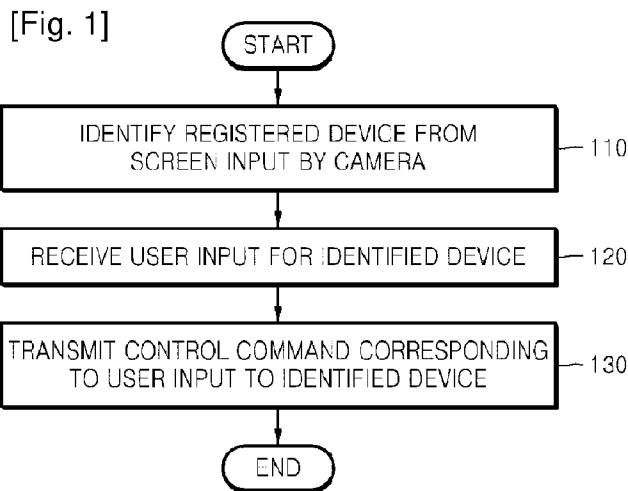 [Fig. 1]
START
IDENTIFY REGISTERED DEVICE FROM
SCREEN INPUT BY CAMERA
110
RECEIVE USER INPUT FOR IDENTIFIED DEVICE
120
TRANSMIT CONTROL COMMAND CORRESPONDING
TO USER INPUT TO IDENTIFIED DEVICE
130
END